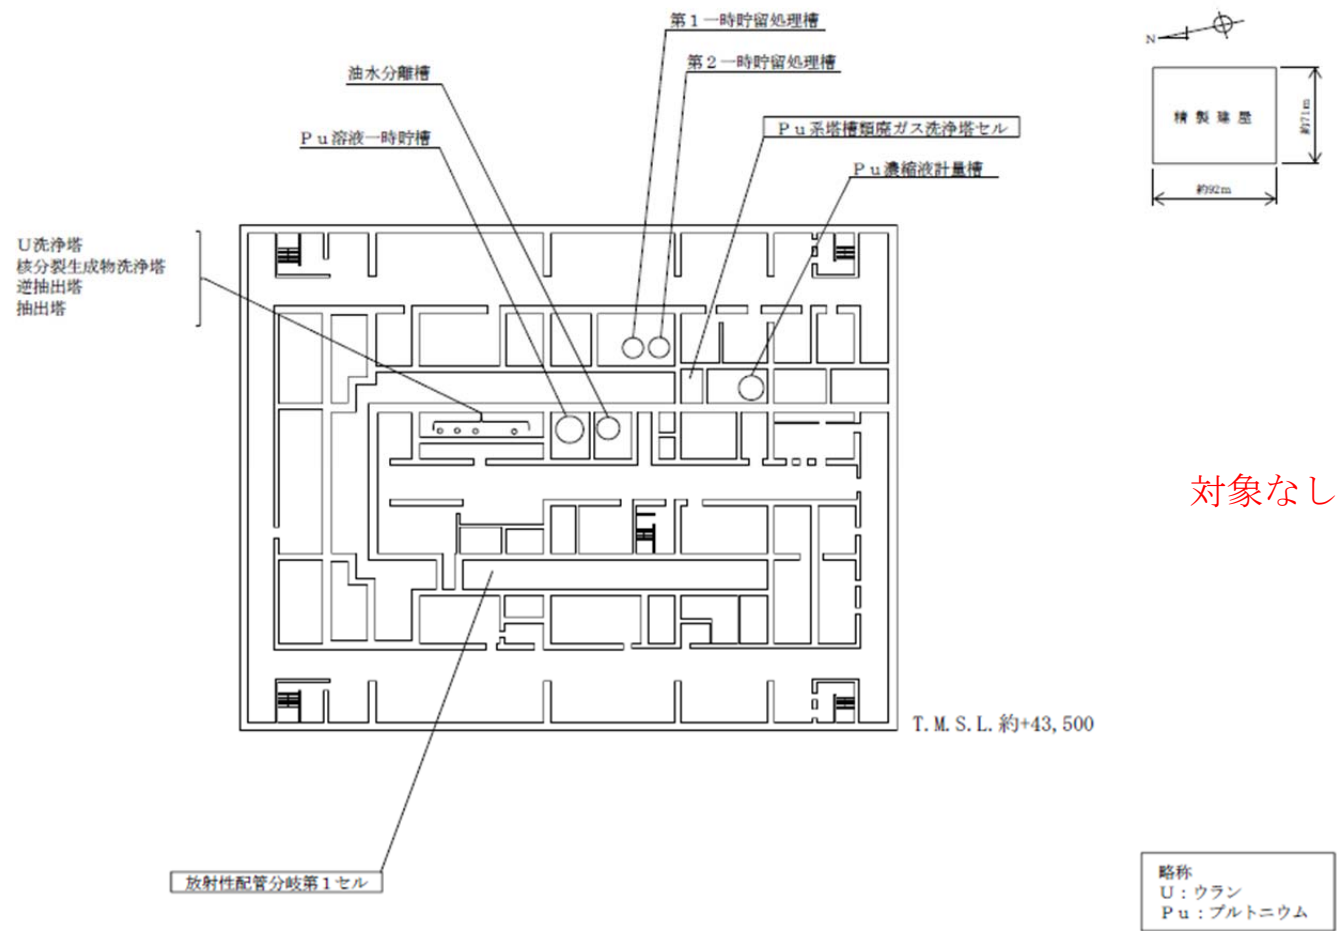 第1一時貯留処理槽
第2一時貯留処理槽
油水分離槽
Pu溶液一時貯槽
Pu系塔槽類廃ガス洗浄塔セル
Pu濃縮液計量槽
N
精製建屋
約71m
約92m
U洗浄塔
核分裂生成物洗浄塔
逆抽出塔
抽出塔
対象なし
T.M.S.L.約+43,500
放射性配管分岐第1セル
略称
U:ウラン
Pu:プルトニウム